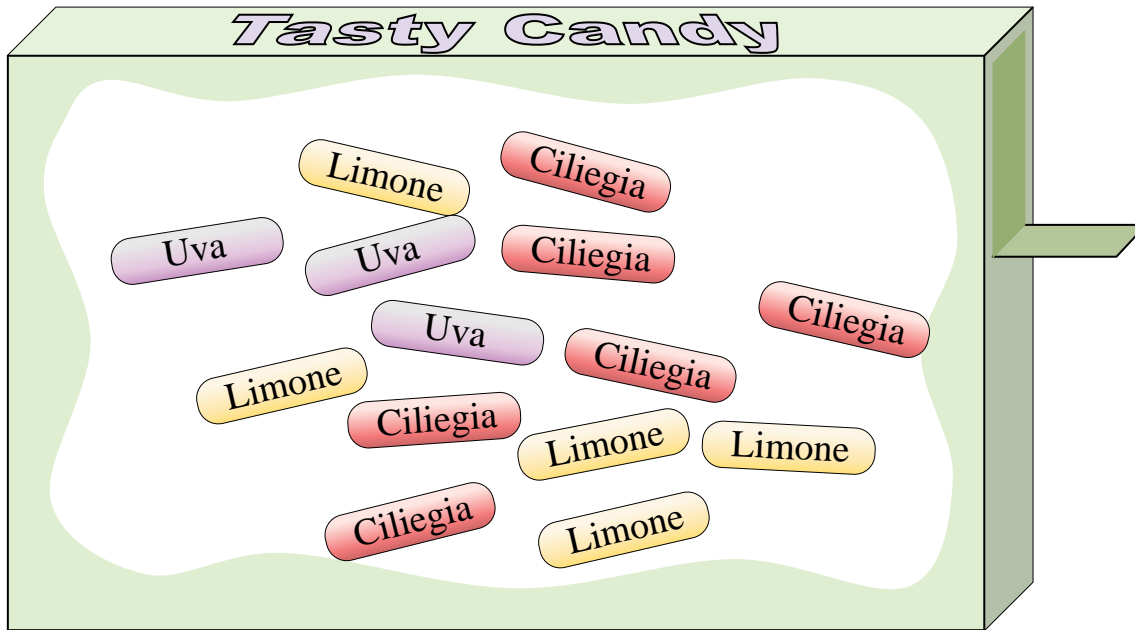 Tasty Candy
Limone
Ciliegia
Uva
Uva
Ciliegia
Ciliegia
Uva
Ciliegia
Limone
Ciliegia
Limone
Limone
Ciliegia
Limone